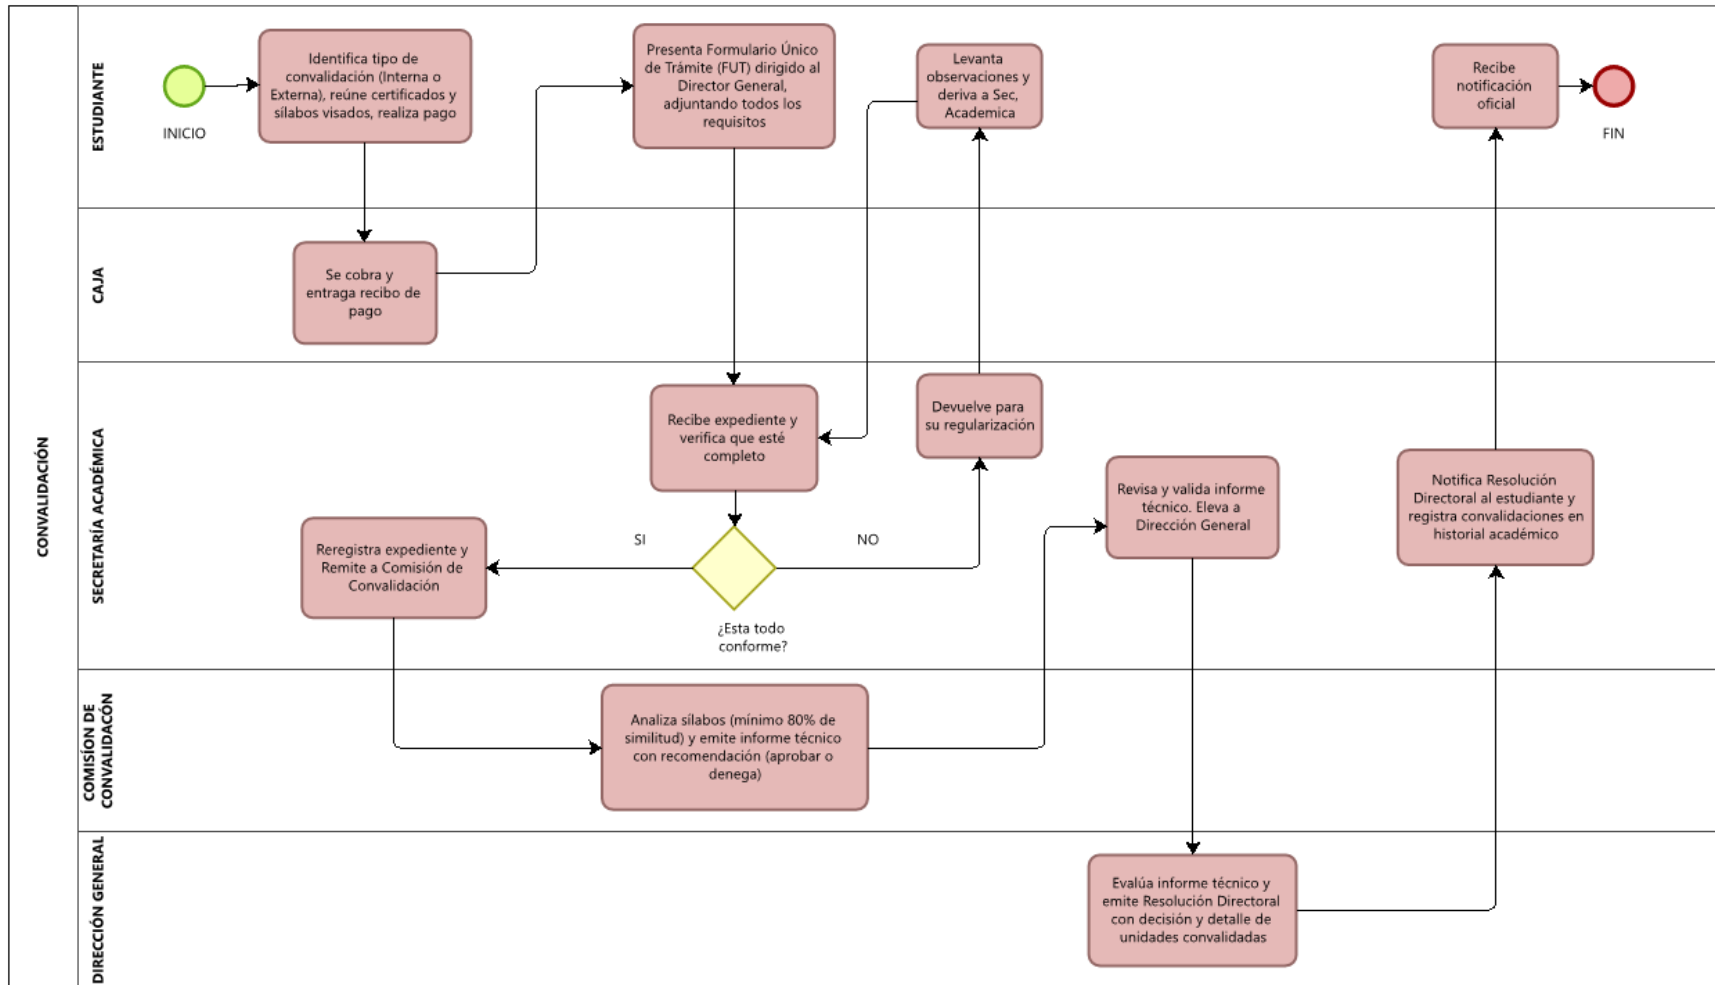 CONVALIDACIÓN
ESTUDIANTE
INICIO
Identifica tipo de
convalidación (Interna o
Externa), reúne certificados y
sílabos visados, realiza pago
Presenta Formulario Único
de Trámite (FUT) dirigido al
Director General,
adjuntando todos los
requisitos
Levanta
observaciones y
deriva a Sec,
Academica
Recibe
notificación
oficial
FIN
CAJA
Se cobra y
entraga recibo de
pago
SECRETARÍA ACADÉMICA
Recibe expediente y
verifica que esté
completo
Devuelve para
su regularización
Revisa y valida informe
técnico. Eleva a
Dirección General
Notifica Resolución
Directoral al estudiante y
registra convalidaciones en
historial académico
Reregistra expediente y
Remite a Comisión de
Convalidación
SI
NO
¿Esta todo
conforme?
COMISÍON DE
CONVALIDACÓN
Analiza sílabos (mínimo 80% de
similitud) y emite informe técnico
con recomendación (aprobar o
denega)
DIRECCIÓN GENERAL
Evalúa informe técnico y
emite Resolución Directoral
con decisión y detalle de
unidades convalidadas